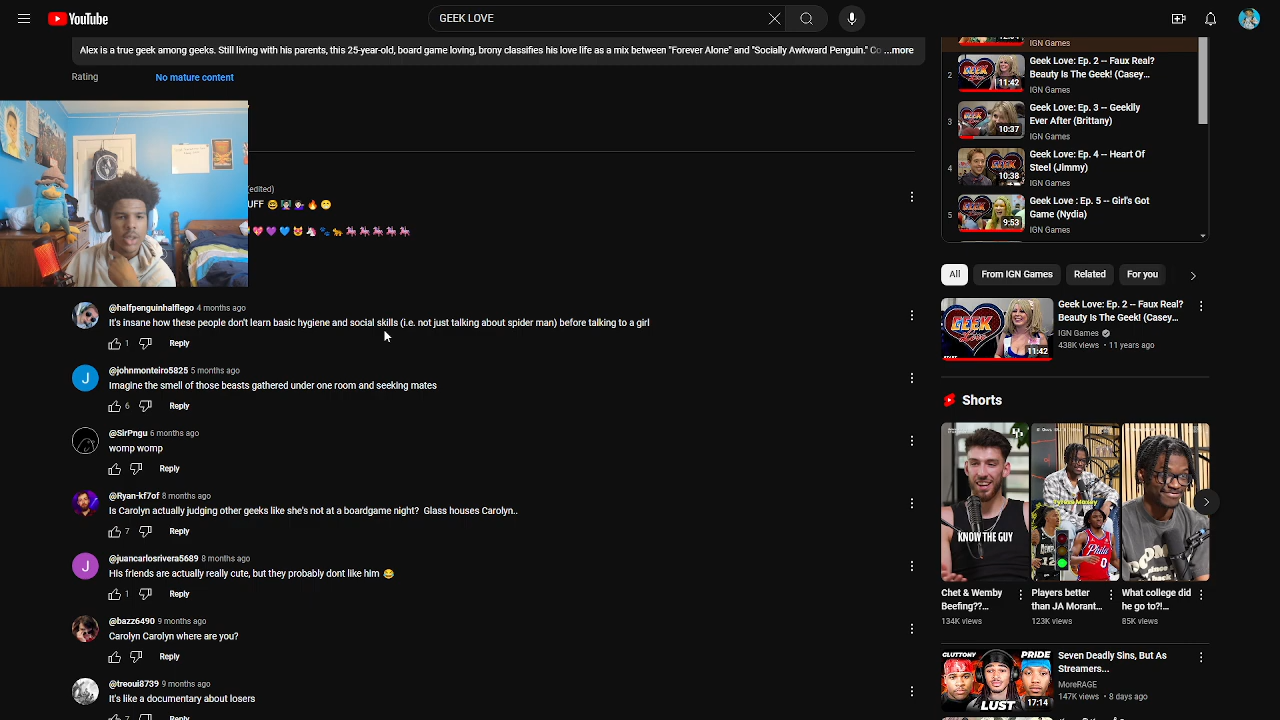 YouTube
GEEK LOVE
Alex is a true geek among geeks. Still living with his parents, this 25-year-old, board game loving, brony classifies his love life as a mix between "Forever Alone" and "Socially Awkward Penguin." Co ...more
Rating
No mature content
(edited)
UFF 🤓 👩🏽‍💻 💁🏽‍♀️ 🔥 😁
💖 💜 💙 😻 🦄 🐾 🐕 🎠 🎠 🎠 🎠 🎠
@halfpenguinhalflego 4 months ago
It's insane how these people don't learn basic hygiene and social skills (i.e. not just talking about spider man) before talking to a girl
1 Reply
J
@johnmonteiro5825 5 months ago
Imagine the smell of those beasts gathered under one room and seeking mates
6 Reply
@SirPngu 6 months ago
womp womp
Reply
@Ryan-kf7of 8 months ago
Is Carolyn actually judging other geeks like she's not at a boardgame night? Glass houses Carolyn..
7 Reply
J
@juancarlosrivera5689 8 months ago
His friends are actually really cute, but they probably dont like him 😂
1 Reply
@bazz6490 9 months ago
Carolyn Carolyn where are you?
Reply
@treoui8739 9 months ago
It's like a documentary about losers
Reply
IGN Games
2
11:42
Geek Love: Ep. 2 -- Faux Real?
Beauty Is The Geek! (Casey…
IGN Games
3
10:37
Geek Love: Ep. 3 -- Geekily
Ever After (Brittany)
IGN Games
4
10:38
Geek Love: Ep. 4 -- Heart Of
Steel (Jimmy)
IGN Games
5
9:53
Geek Love : Ep. 5 -- Girl's Got
Game (Nydia)
IGN Games
All
From IGN Games
Related
For you
GEEK
Love
11:42
Geek Love: Ep. 2 -- Faux Real?
Beauty Is The Geek! (Casey…
IGN Games
438K views • 11 years ago
Shorts
KNOW THE GUY
Tyrese Maxey
Chet & Wemby
Beefing??…
134K views
Players better
than JA Morant…
123K views
What college did
he go to?!…
85K views
GLUTTONY
PRIDE
LUST
17:14
Seven Deadly Sins, But As
Streamers…
MoreRAGE
147K views • 8 days ago